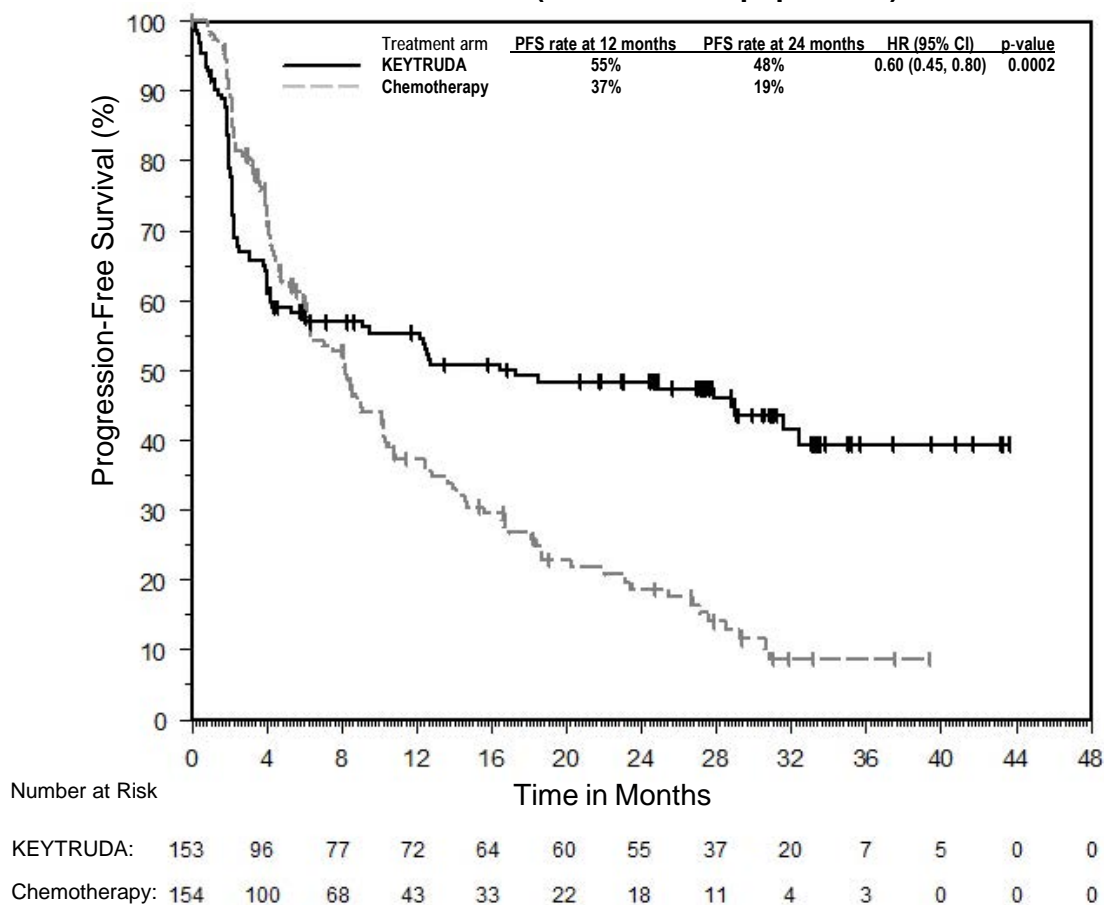 100
90
80
70
60
50
40
30
20
10
0
Progression-Free Survival (%)
Treatment arm PFS rate at 12 months PFS rate at 24 months HR (95% CI) p-value
KEYTRUDA 55% 48% 0.60 (0.45, 0.80) 0.0002
Chemotherapy 37% 19%
0 4 8 12 16 20 24 28 32 36 40 44 48
Time in Months
Number at Risk
KEYTRUDA: 153 96 77 72 64 60 55 37 20 7 5 0 0
Chemotherapy: 154 100 68 43 33 22 18 11 4 3 0 0 0